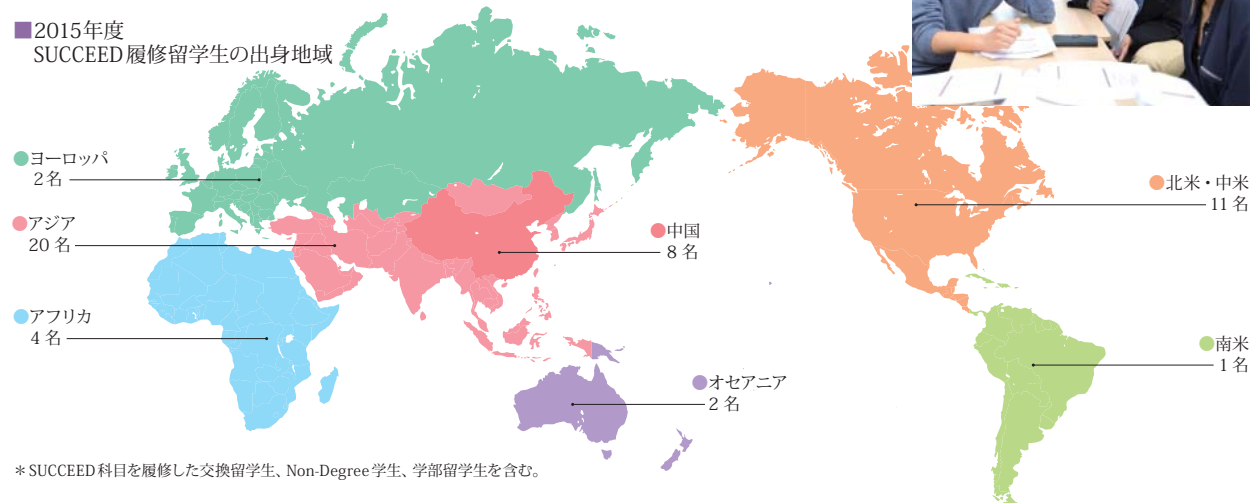 ■2015年度
SUCCEED履修留学生の出身地域
●ヨーロッパ
2名
●アジア
20名
●アフリカ
4名
●中国
8名
●オセアニア
2名
●北米・中米
11名
●南米
1名
＊SUCCEED科目を履修した交換留学生、Non-Degree学生、学部留学生を含む。